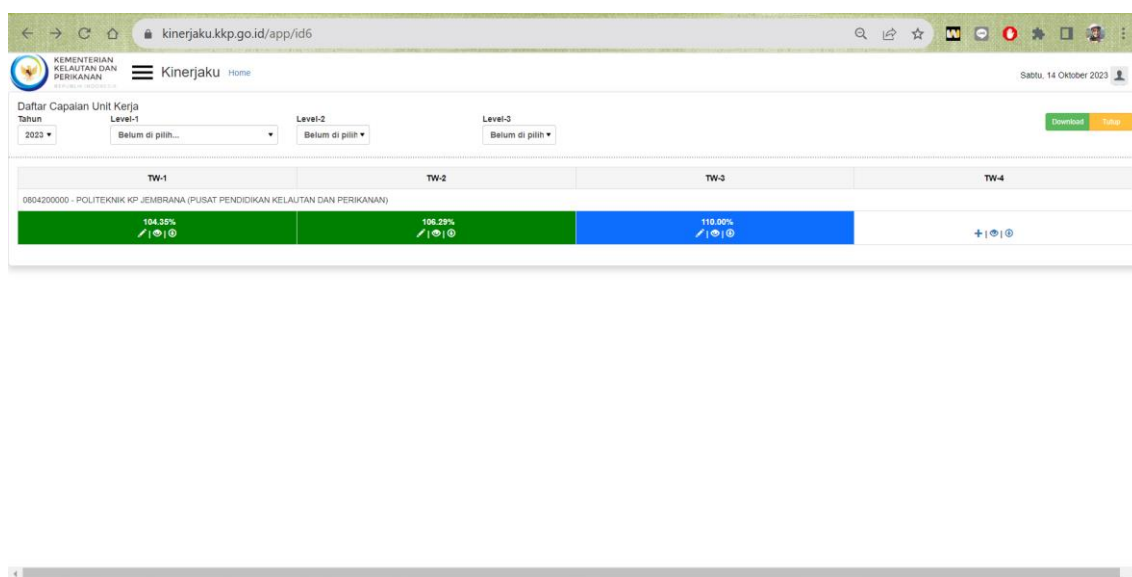 kinerjaku.kkp.go.id/app/id6
KEMENTERIAN
KELAUTAN DAN
PERIKANAN
REPUBLIK INDONESIA
Kinerjaku Home
Sabtu, 14 Oktober 2023
Daftar Capaian Unit Kerja
Tahun Level-1 Level-2 Level-3
2023 Belum di pilih... Belum di pilih Belum di pilih
Download Tutup
TW-1 TW-2 TW-3 TW-4
0804200000 - POLITEKNIK KP JEMBRANA (PUSAT PENDIDIKAN KELAUTAN DAN PERIKANAN)
104.35% 106.29% 110.00%